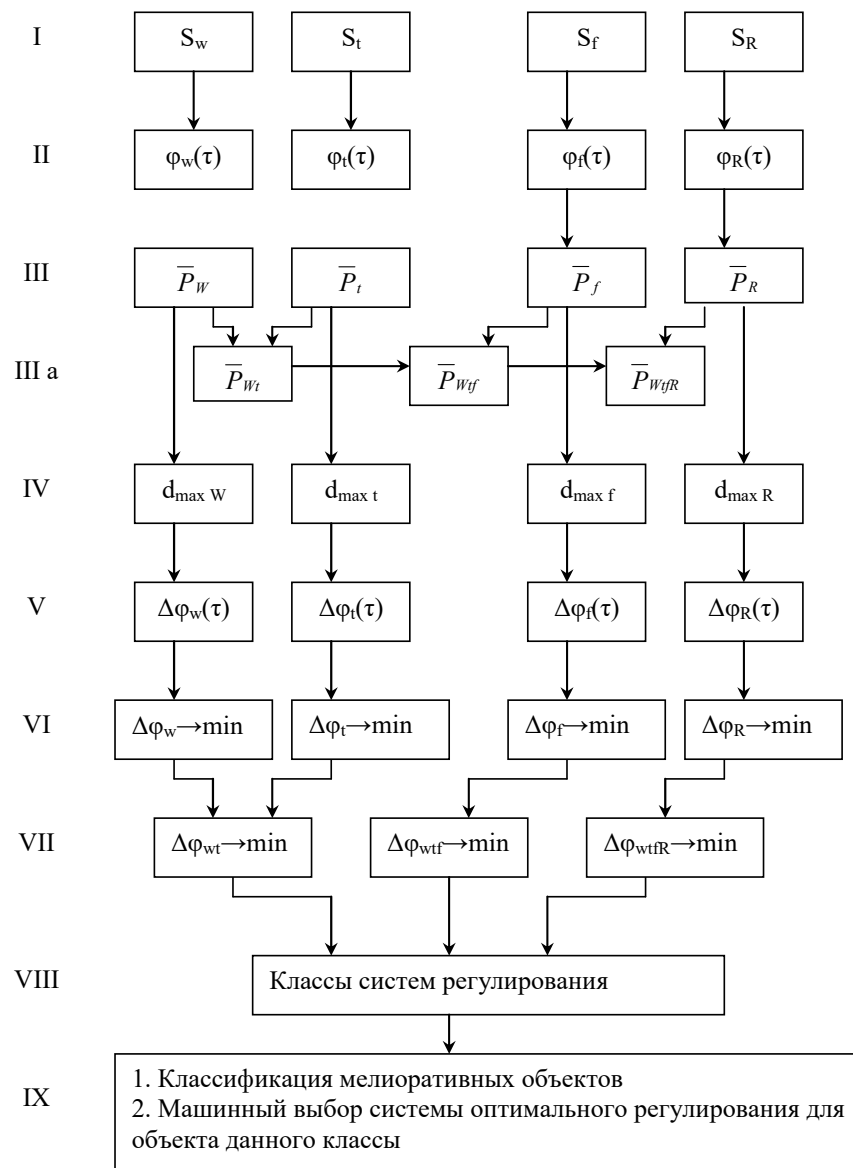 I S_w S_t S_f S_R
II φ_w(τ) φ_t(τ) φ_f(τ) φ_R(τ)
III P̅_W P̅_t P̅_f P̅_R
III a P̅_Wt P̅_Wtf P̅_WtfR
IV d_max W d_max t d_max f d_max R
V Δφ_w(τ) Δφ_t(τ) Δφ_f(τ) Δφ_R(τ)
VI Δφ_w→min Δφ_t→min Δφ_f→min Δφ_R→min
VII Δφ_wt→min Δφ_wtf→min Δφ_wtfR→min
VIII Классы систем регулирования
IX
1. Классификация мелиоративных объектов
2. Машинный выбор системы оптимального регулирования для
объекта данного классы